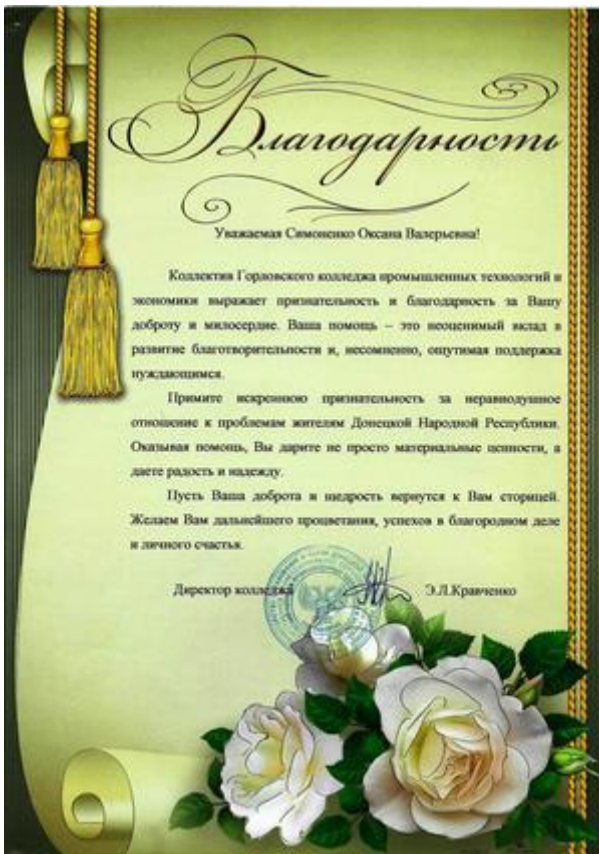 Благодарность
Уважаемая Симоненко Оксана Валерьевна!
Коллектив Горловского колледжа промышленных технологий и
экономики выражает признательность и благодарность за Вашу
доброту и милосердие. Ваша помощь – это неоценимый вклад в
развитие благотворительности и, несомненно, ощутимая поддержка
нуждающимся.
Примите искреннюю признательность за неравнодушное
отношение к проблемам жителям Донецкой Народной Республики.
Оказывая помощь, Вы дарите не просто материальные ценности, а
даете радость и надежду.
Пусть Ваша доброта и щедрость вернутся к Вам сторицей.
Желаем Вам дальнейшего процветания, успехов в благородном деле
и личного счастья.
Директор колледжа Э.Л.Кравченко